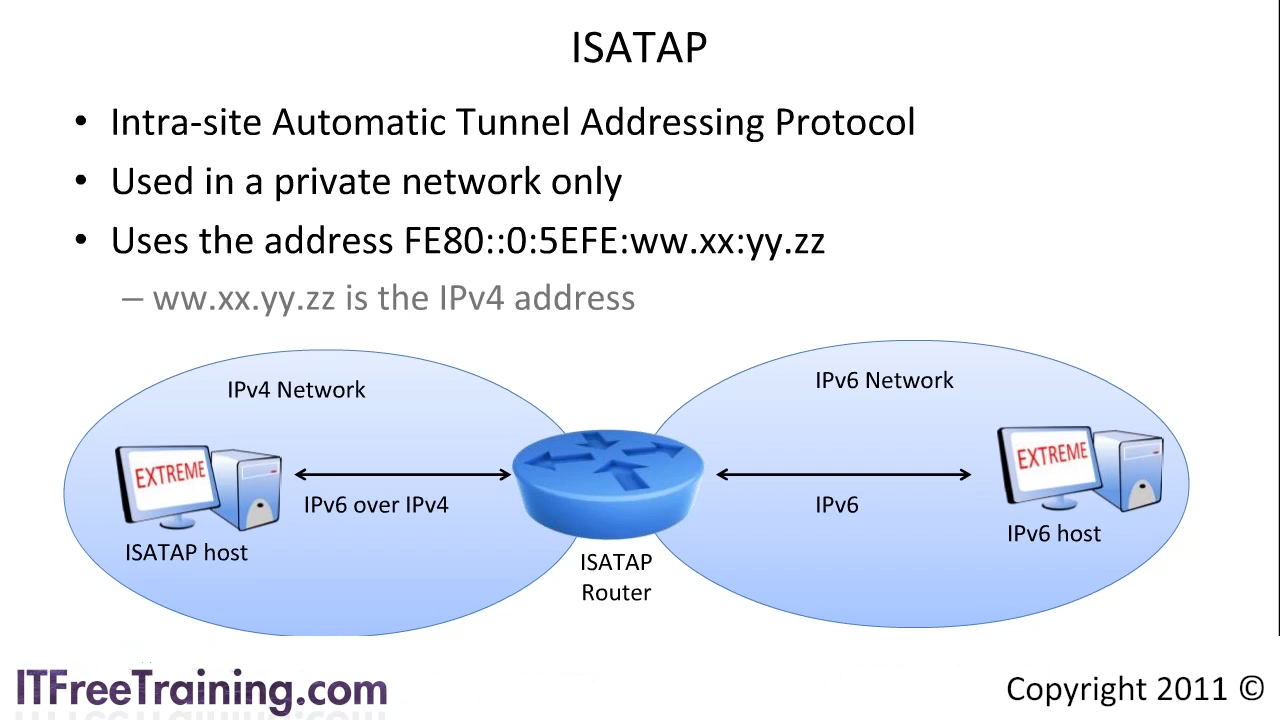 ISATAP
• Intra-site Automatic Tunnel Addressing Protocol
• Used in a private network only
• Uses the address FE80::0:5EFE:ww.xx:yy.zz
– ww.xx.yy.zz is the IPv4 address
IPv4 Network
IPv6 Network
EXTREME
EXTREME
IPv6 over IPv4
IPv6
ISATAP host
IPv6 host
ISATAP
Router
ITFreeTraining.com
Copyright 2011 ©